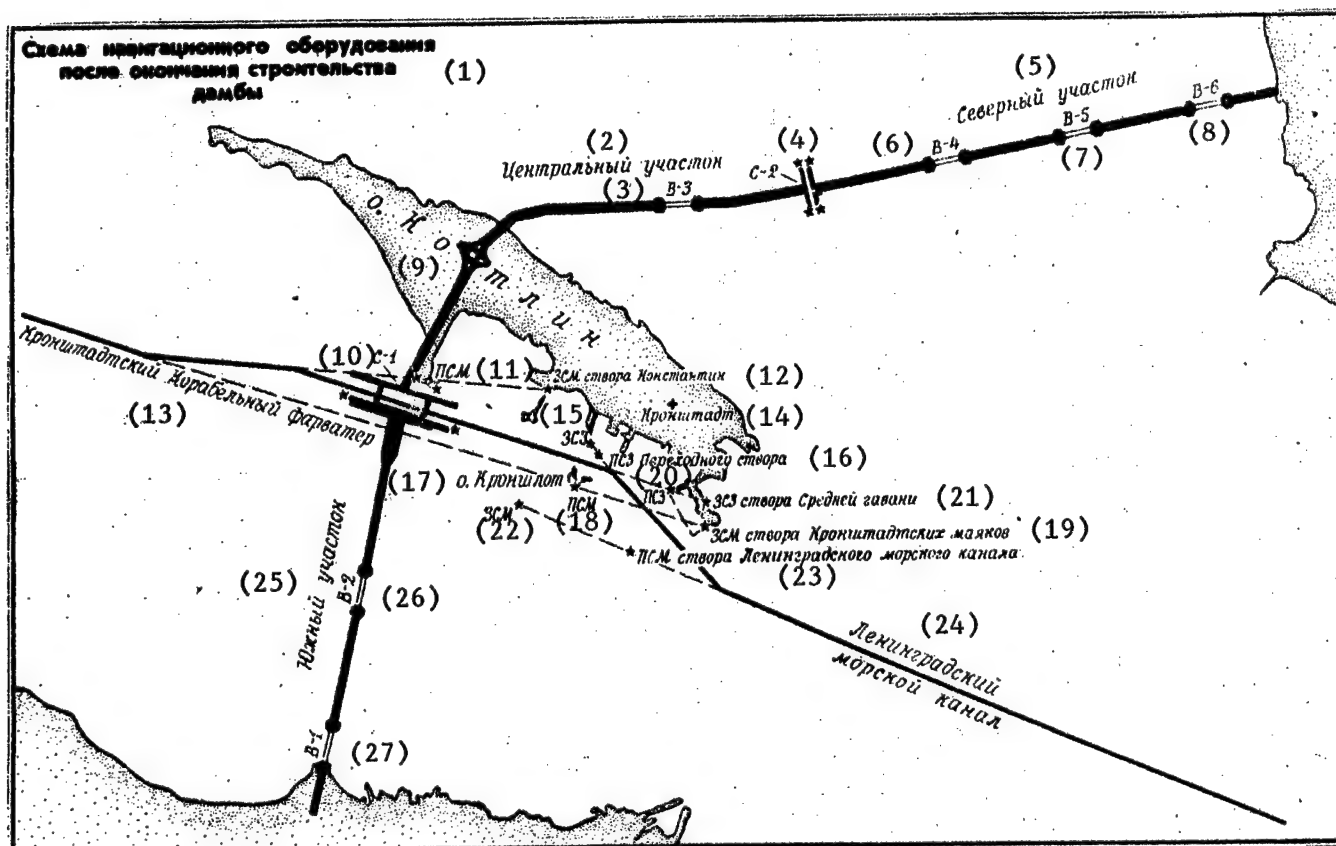 Схема навигационного оборудования
после окончания строительства
дамбы
(1)
(5)
Северный участок
В-6
(8)
В-5
(7)
(2)
(4)
(6)
В-4
Центральный участок
С-2
(3)
В-3
о. Котлин
(9)
Кронштадтский Корабельный фарватер
(13)
(10)
С-1
ПСМ
(11)
ЗСМ створа Константин
(12)
(15)
Кронштадт
(14)
ЗСЗ
ПСЗ Переходного створа
(16)
(17)
о. Кроншлот
(20)
ПСЗ
ЗСЗ створа Средней гавани
(21)
ЗСМ
(22)
ПСМ
(18)
ЗСМ створа Кронштадтских маяков
(19)
ПСМ створа Ленинградского морского канала
(23)
(25)
Южный участок
В-2
(26)
(24)
Ленинградский
морской канал
В-1
(27)